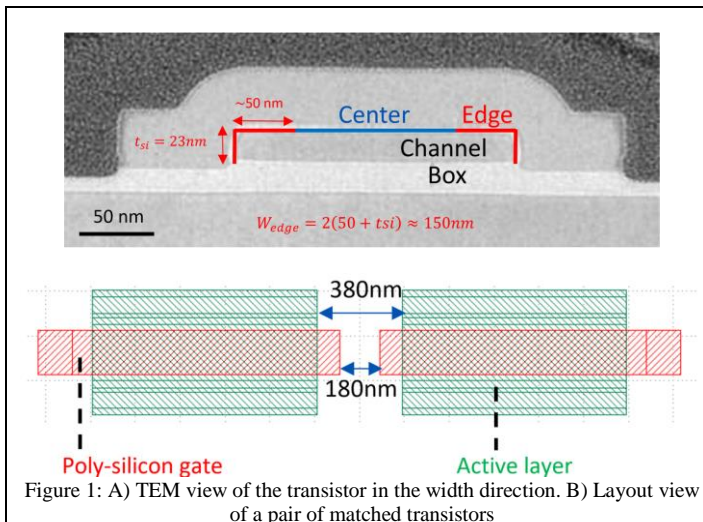 ~50 nm
Center
Edge
t_si = 23nm
Channel
Box
50 nm
W_edge = 2(50 + tsi) ≈ 150nm
380nm
180nm
Poly-silicon gate
Active layer
Figure 1: A) TEM view of the transistor in the width direction. B) Layout view
of a pair of matched transistors